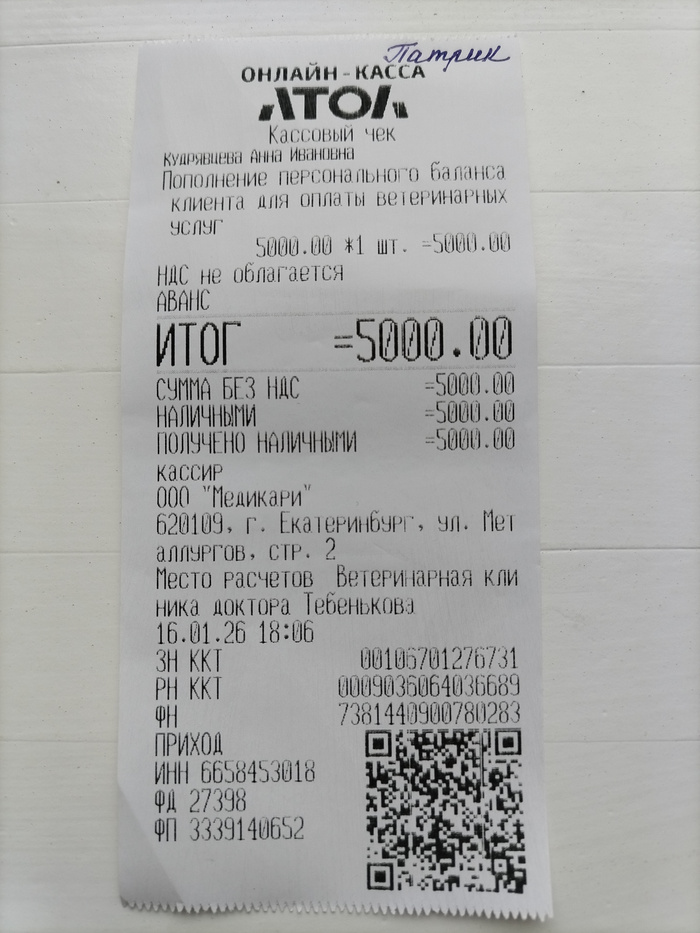 Патрик
ОНЛАЙН-КАССА
АТОЛ
Кассовый чек
Кудрявцева Анна Ивановна
Пополнение персонального баланса
клиента для оплаты ветеринарных
услуг
5000.00 *1 шт. =5000.00
НДС не облагается
АВАНС
ИТОГ =5000.00
СУММА БЕЗ НДС =5000.00
НАЛИЧНЫМИ =5000.00
ПОЛУЧЕНО НАЛИЧНЫМИ =5000.00
кассир
ООО "Медикари"
620109, г. Екатеринбург, ул. Мет
аллургов, стр. 2
Место расчетов Ветеринарная кли
ника доктора Тебенькова
16.01.26 18:06
ЗН ККТ 00106701276731
РН ККТ 0009036064036689
ФН 7381440900780283
ПРИХОД
ИНН 6658453018
ФД 27398
ФП 3339140652